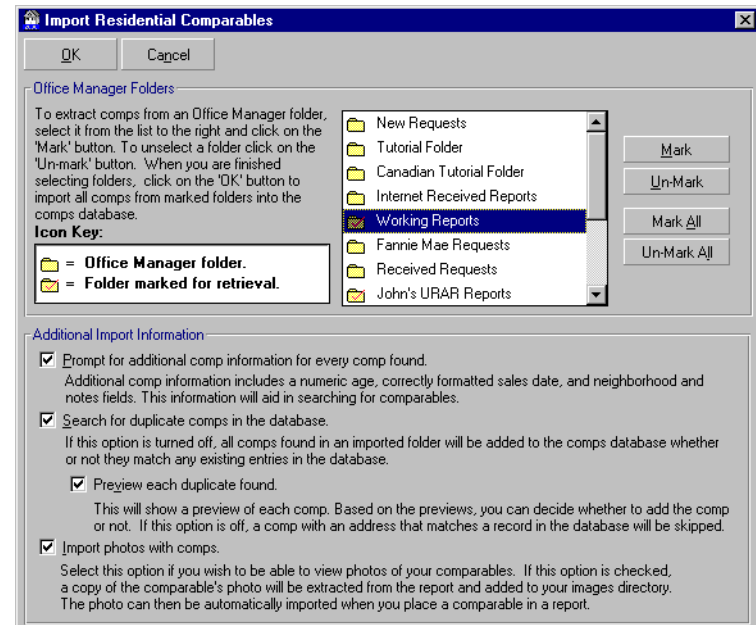 Import Residential Comparables
OK
Cancel
Office Manager Folders
To extract comps from an Office Manager folder,
select it from the list to the right and click on the
'Mark' button. To unselect a folder click on the
'Un-mark' button. When you are finished
selecting folders, click on the 'OK' button to
import all comps from marked folders into the
comps database.
Icon Key:
= Office Manager folder.
= Folder marked for retrieval.
New Requests
Tutorial Folder
Canadian Tutorial Folder
Internet Received Reports
Working Reports
Fannie Mae Requests
Received Requests
John's URAR Reports
Mark
Un-Mark
Mark All
Un-Mark All
Additional Import Information
Prompt for additional comp information for every comp found.
Additional comp information includes a numeric age, correctly formatted sales date, and neighborhood and
notes fields. This information will aid in searching for comparables.
Search for duplicate comps in the database.
If this option is turned off, all comps found in an imported folder will be added to the comps database whether
or not they match any existing entries in the database.
Preview each duplicate found.
This will show a preview of each comp. Based on the previews, you can decide whether to add the comp
or not. If this option is off, a comp with an address that matches a record in the database will be skipped.
Import photos with comps.
Select this option if you wish to be able to view photos of your comparables. If this option is checked,
a copy of the comparable's photo will be extracted from the report and added to your images directory.
The photo can then be automatically imported when you place a comparable in a report.